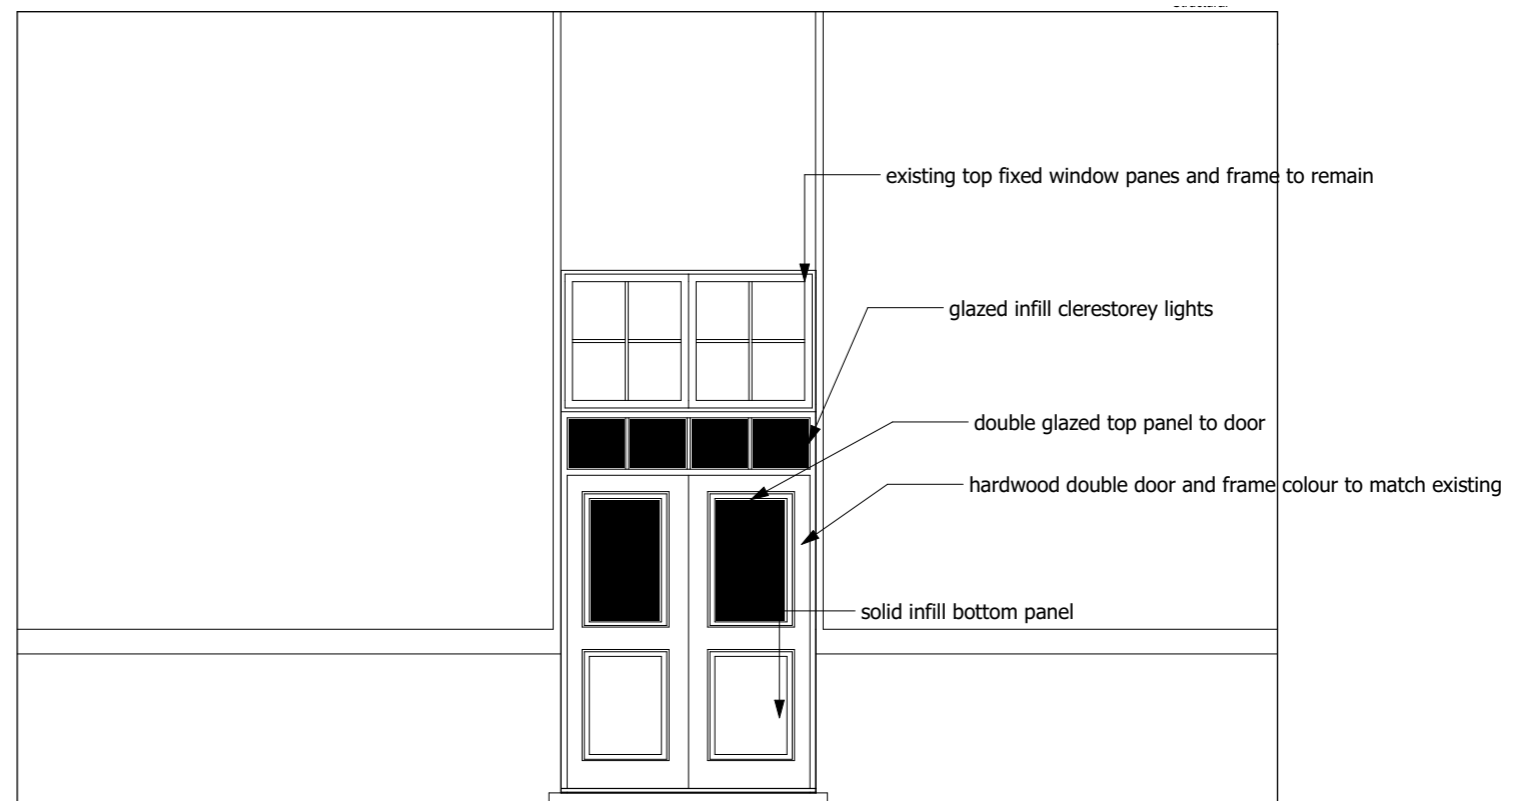 existing top fixed window panes and frame to remain
glazed infill clerestorey lights
double glazed top panel to door
hardwood double door and frame colour to match existing
solid infill bottom panel